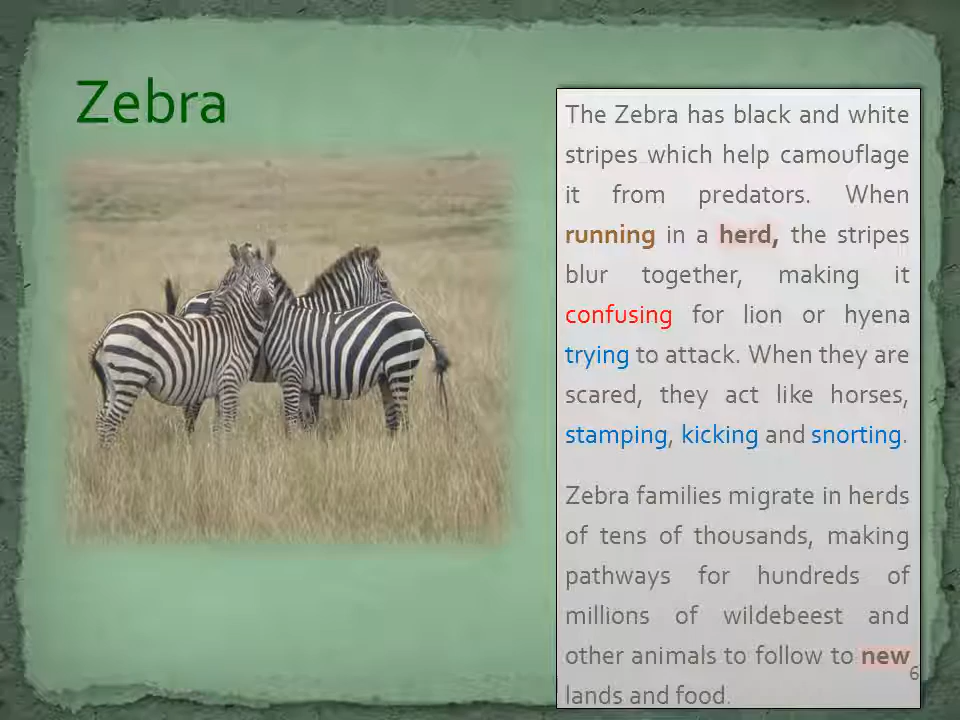 Zebra
The Zebra has black and white
stripes which help camouflage
it from predators. When
running in a herd, the stripes
blur together, making it
confusing for lion or hyena
trying to attack. When they are
scared, they act like horses,
stamping, kicking and snorting.
Zebra families migrate in herds
of tens of thousands, making
pathways for hundreds of
millions of wildebeest and
other animals to follow to new
lands and food.
6